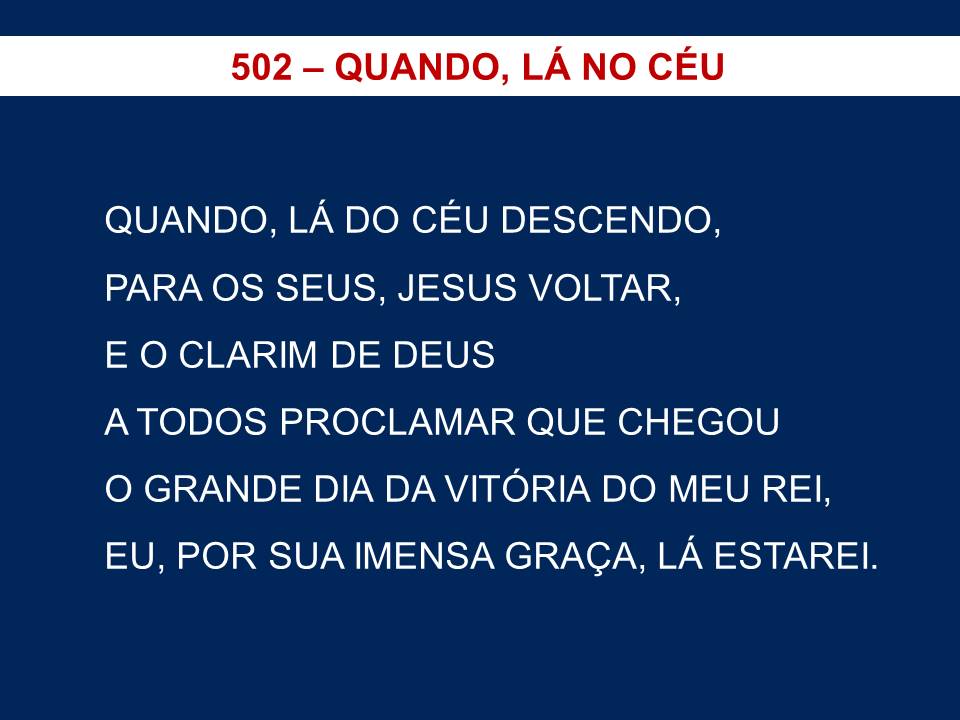 502 – QUANDO, LÁ NO CÉU
QUANDO, LÁ DO CÉU DESCENDO,
PARA OS SEUS, JESUS VOLTAR,
E O CLARIM DE DEUS
A TODOS PROCLAMAR QUE CHEGOU
O GRANDE DIA DA VITÓRIA DO MEU REI,
EU, POR SUA IMENSA GRAÇA, LÁ ESTAREI.